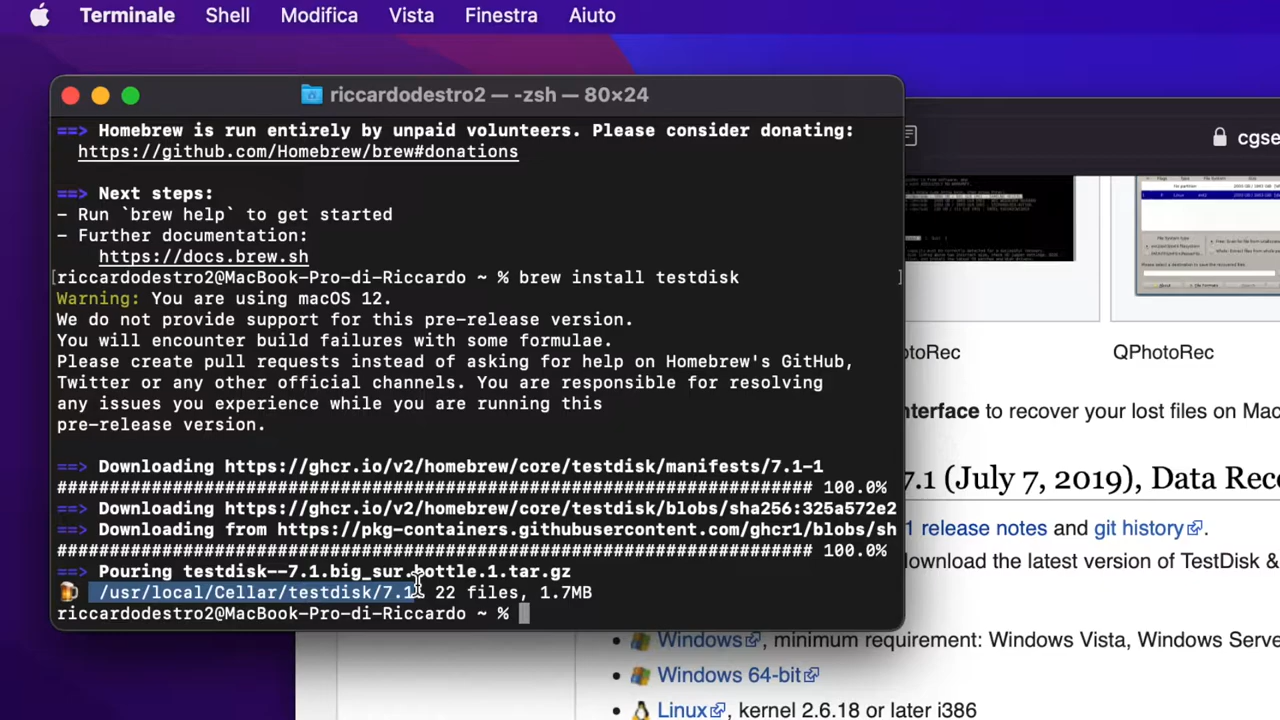 Terminale Shell Modifica Vista Finestra Aiuto
riccardodestro2 — -zsh — 80×24
==> Homebrew is run entirely by unpaid volunteers. Please consider donating:
https://github.com/Homebrew/brew#donations
==> Next steps:
- Run `brew help` to get started
- Further documentation:
https://docs.brew.sh
[riccardodestro2@MacBook-Pro-di-Riccardo ~ % brew install testdisk ]
Warning: You are using macOS 12.
We do not provide support for this pre-release version.
You will encounter build failures with some formulae.
Please create pull requests instead of asking for help on Homebrew's GitHub,
Twitter or any other official channels. You are responsible for resolving
any issues you experience while you are running this
pre-release version.
==> Downloading https://ghcr.io/v2/homebrew/core/testdisk/manifests/7.1-1
######################################################################## 100.0%
==> Downloading https://ghcr.io/v2/homebrew/core/testdisk/blobs/sha256:325a572e2
==> Downloading from https://pkg-containers.githubusercontent.com/ghcr1/blobs/sh
######################################################################## 100.0%
==> Pouring testdisk--7.1.big_sur.bottle.1.tar.gz
🍺 /usr/local/Cellar/testdisk/7.1: 22 files, 1.7MB
riccardodestro2@MacBook-Pro-di-Riccardo ~ %
cgse
otoRec
QPhotoRec
nterface to recover your lost files on Mac
7.1 (July 7, 2019), Data Reco
1 release notes and git history.
ownload the latest version of TestDisk &
Windows, minimum requirement: Windows Vista, Windows Serve
Windows 64-bit
Linux, kernel 2.6.18 or later i386